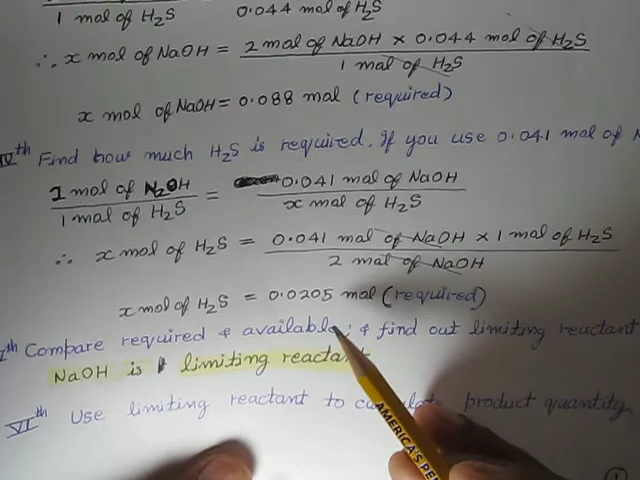 1 mol of H₂S 0.044 mol of H₂S
∴ x mol of NaOH = 2 mol of NaOH × 0.044 mol of H₂S
1 mol of H₂S
x mol of NaOH = 0.088 mol (required)
IVth Find how much H₂S is required, If you use 0.041 mol of N
2 mol of N₂OH = 0.041 mol of NaOH
1 mol of H₂S x mol of H₂S
∴ x mol of H₂S = 0.041 mol of NaOH × 1 mol of H₂S
2 mol of NaOH
x mol of H₂S = 0.0205 mol (required)
th Compare required & available; & find out limiting reactant
NaOH is limiting reactant
VIth Use limiting reactant to calculate product quantity
AMERICA'S PE